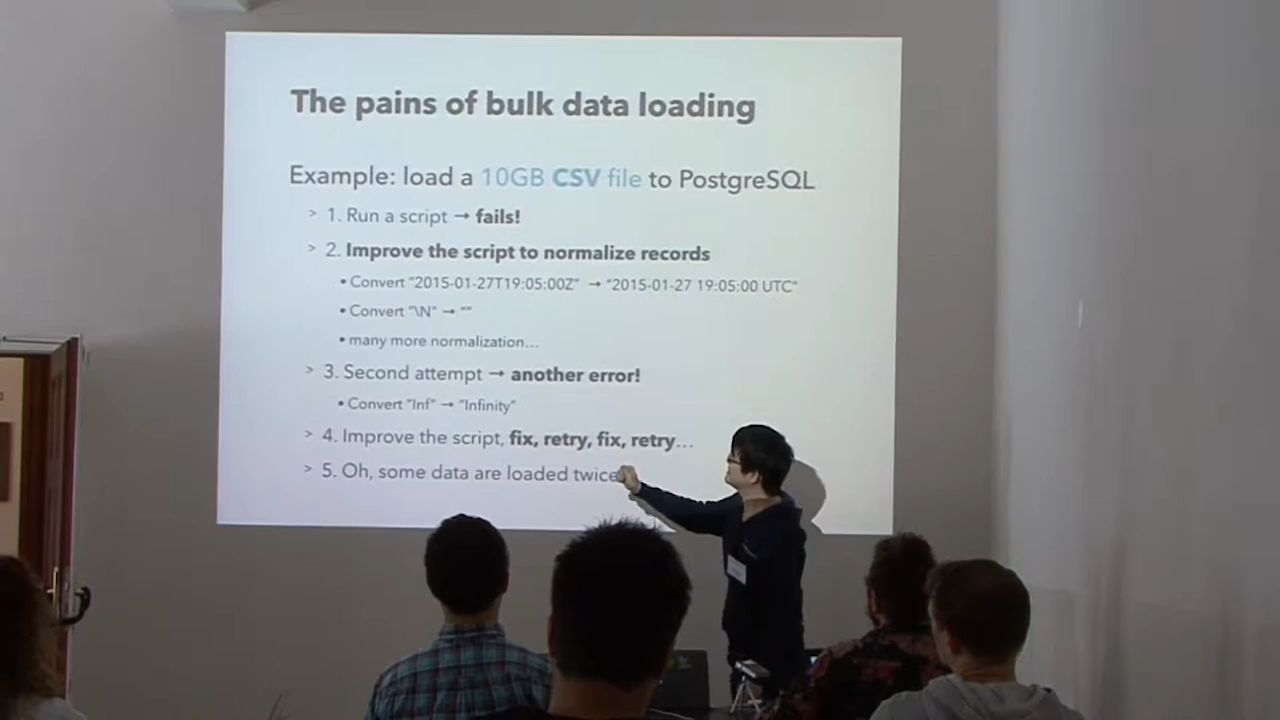 The pains of bulk data loading
Example: load a 10GB CSV file to PostgreSQL
> 1. Run a script → fails!
> 2. Improve the script to normalize records
• Convert "2015-01-27T19:05:00Z" → "2015-01-27 19:05:00 UTC"
• Convert "\N" → ""
• many more normalization…
> 3. Second attempt → another error!
• Convert "Inf" → "Infinity"
> 4. Improve the script, fix, retry, fix, retry…
> 5. Oh, some data are loaded twice